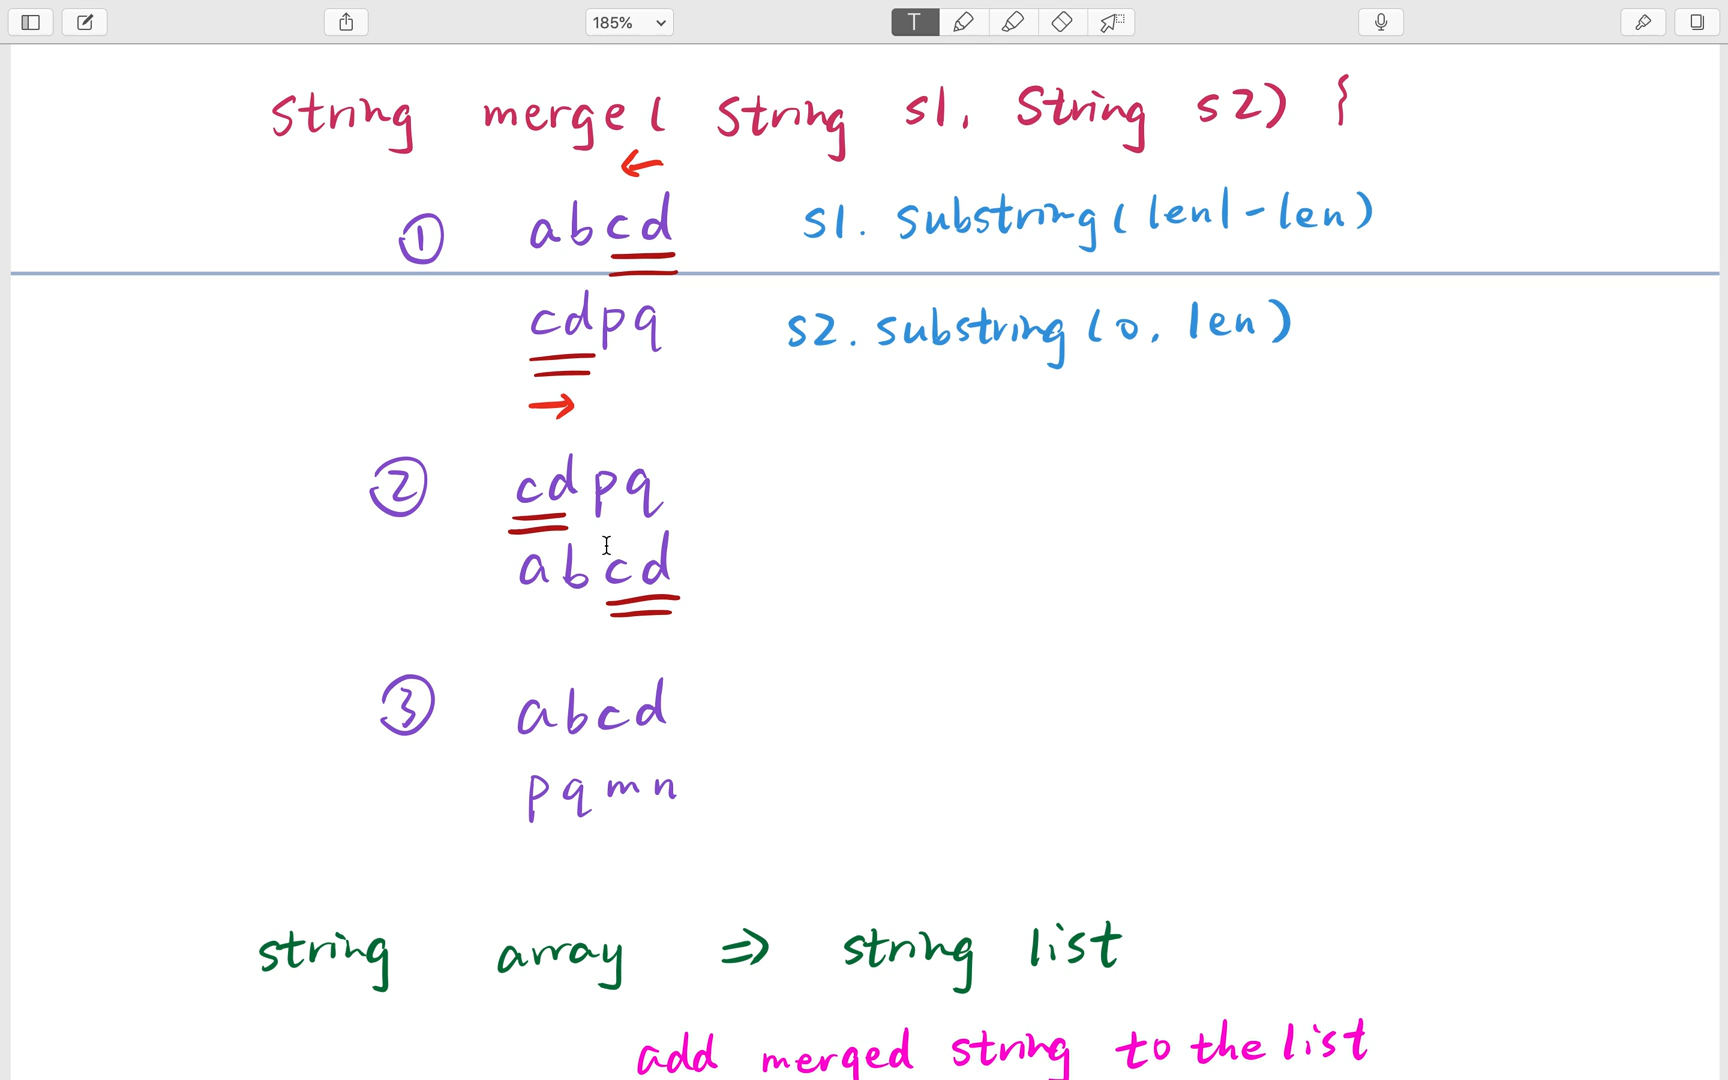 185%
T
String merge( String s1, String s2) {
① abcd s1. substring( len1 - len)
cdpq s2. substring (0, len)
② cdpq
abcd
③ abcd
pqmn
string array ⇒ string list
add merged string to the list